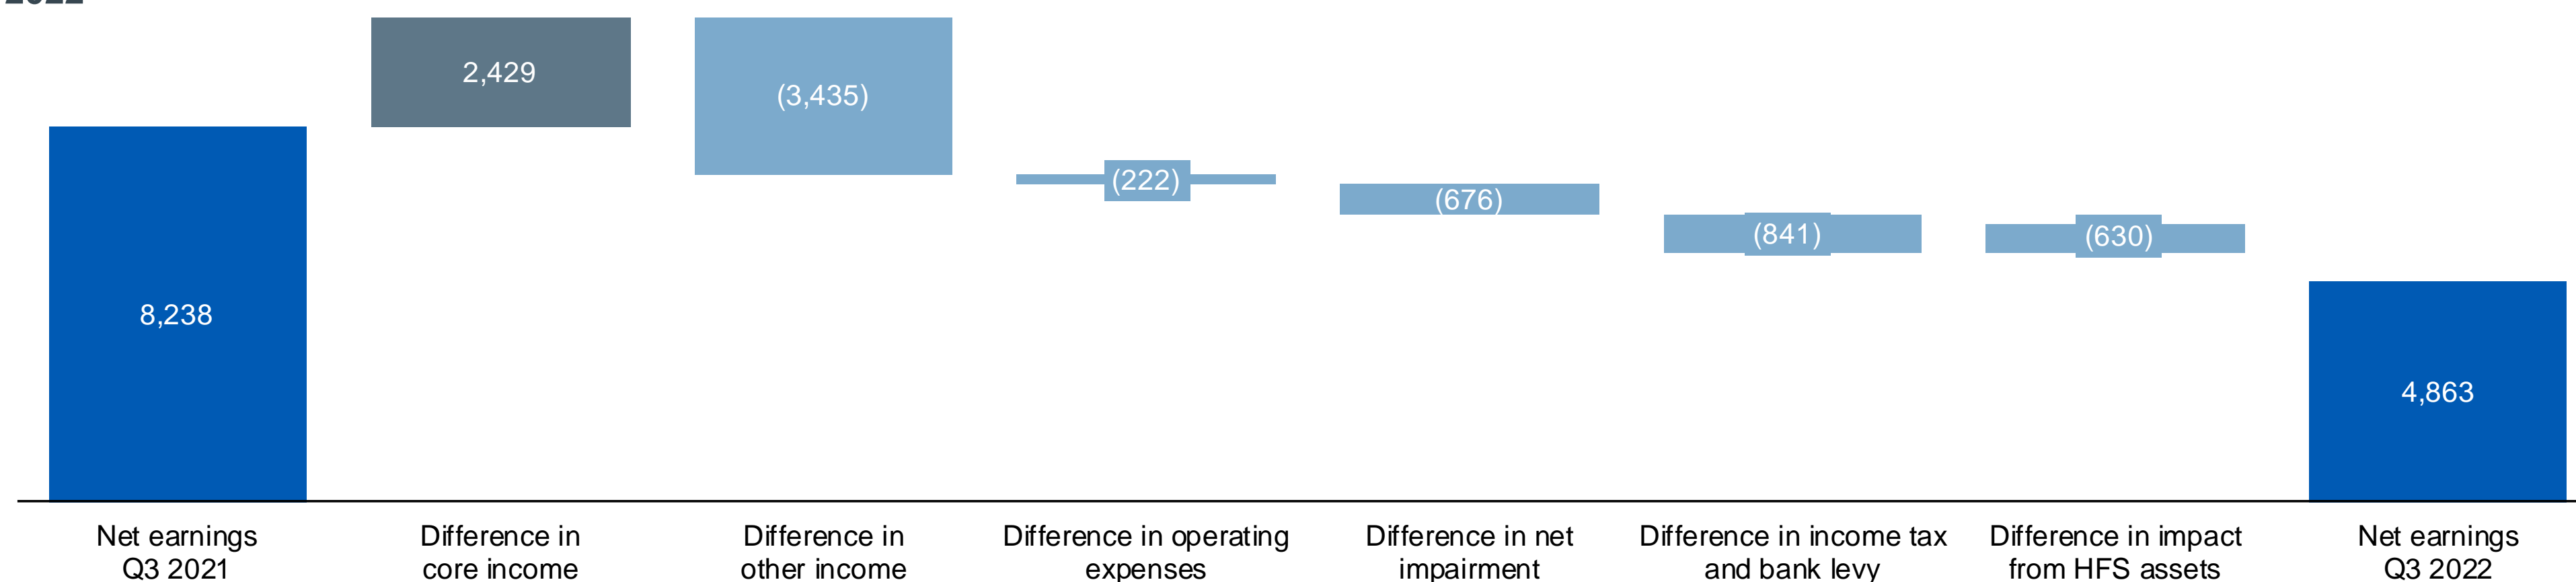 2,429
(3,435)
(222)
(676)
(841)
(630)
8,238
4,863
Net earnings Q3 2021
Difference in core income
Difference in other income
Difference in operating expenses
Difference in net impairment
Difference in income tax and bank levy
Difference in impact from HFS assets
Net earnings Q3 2022